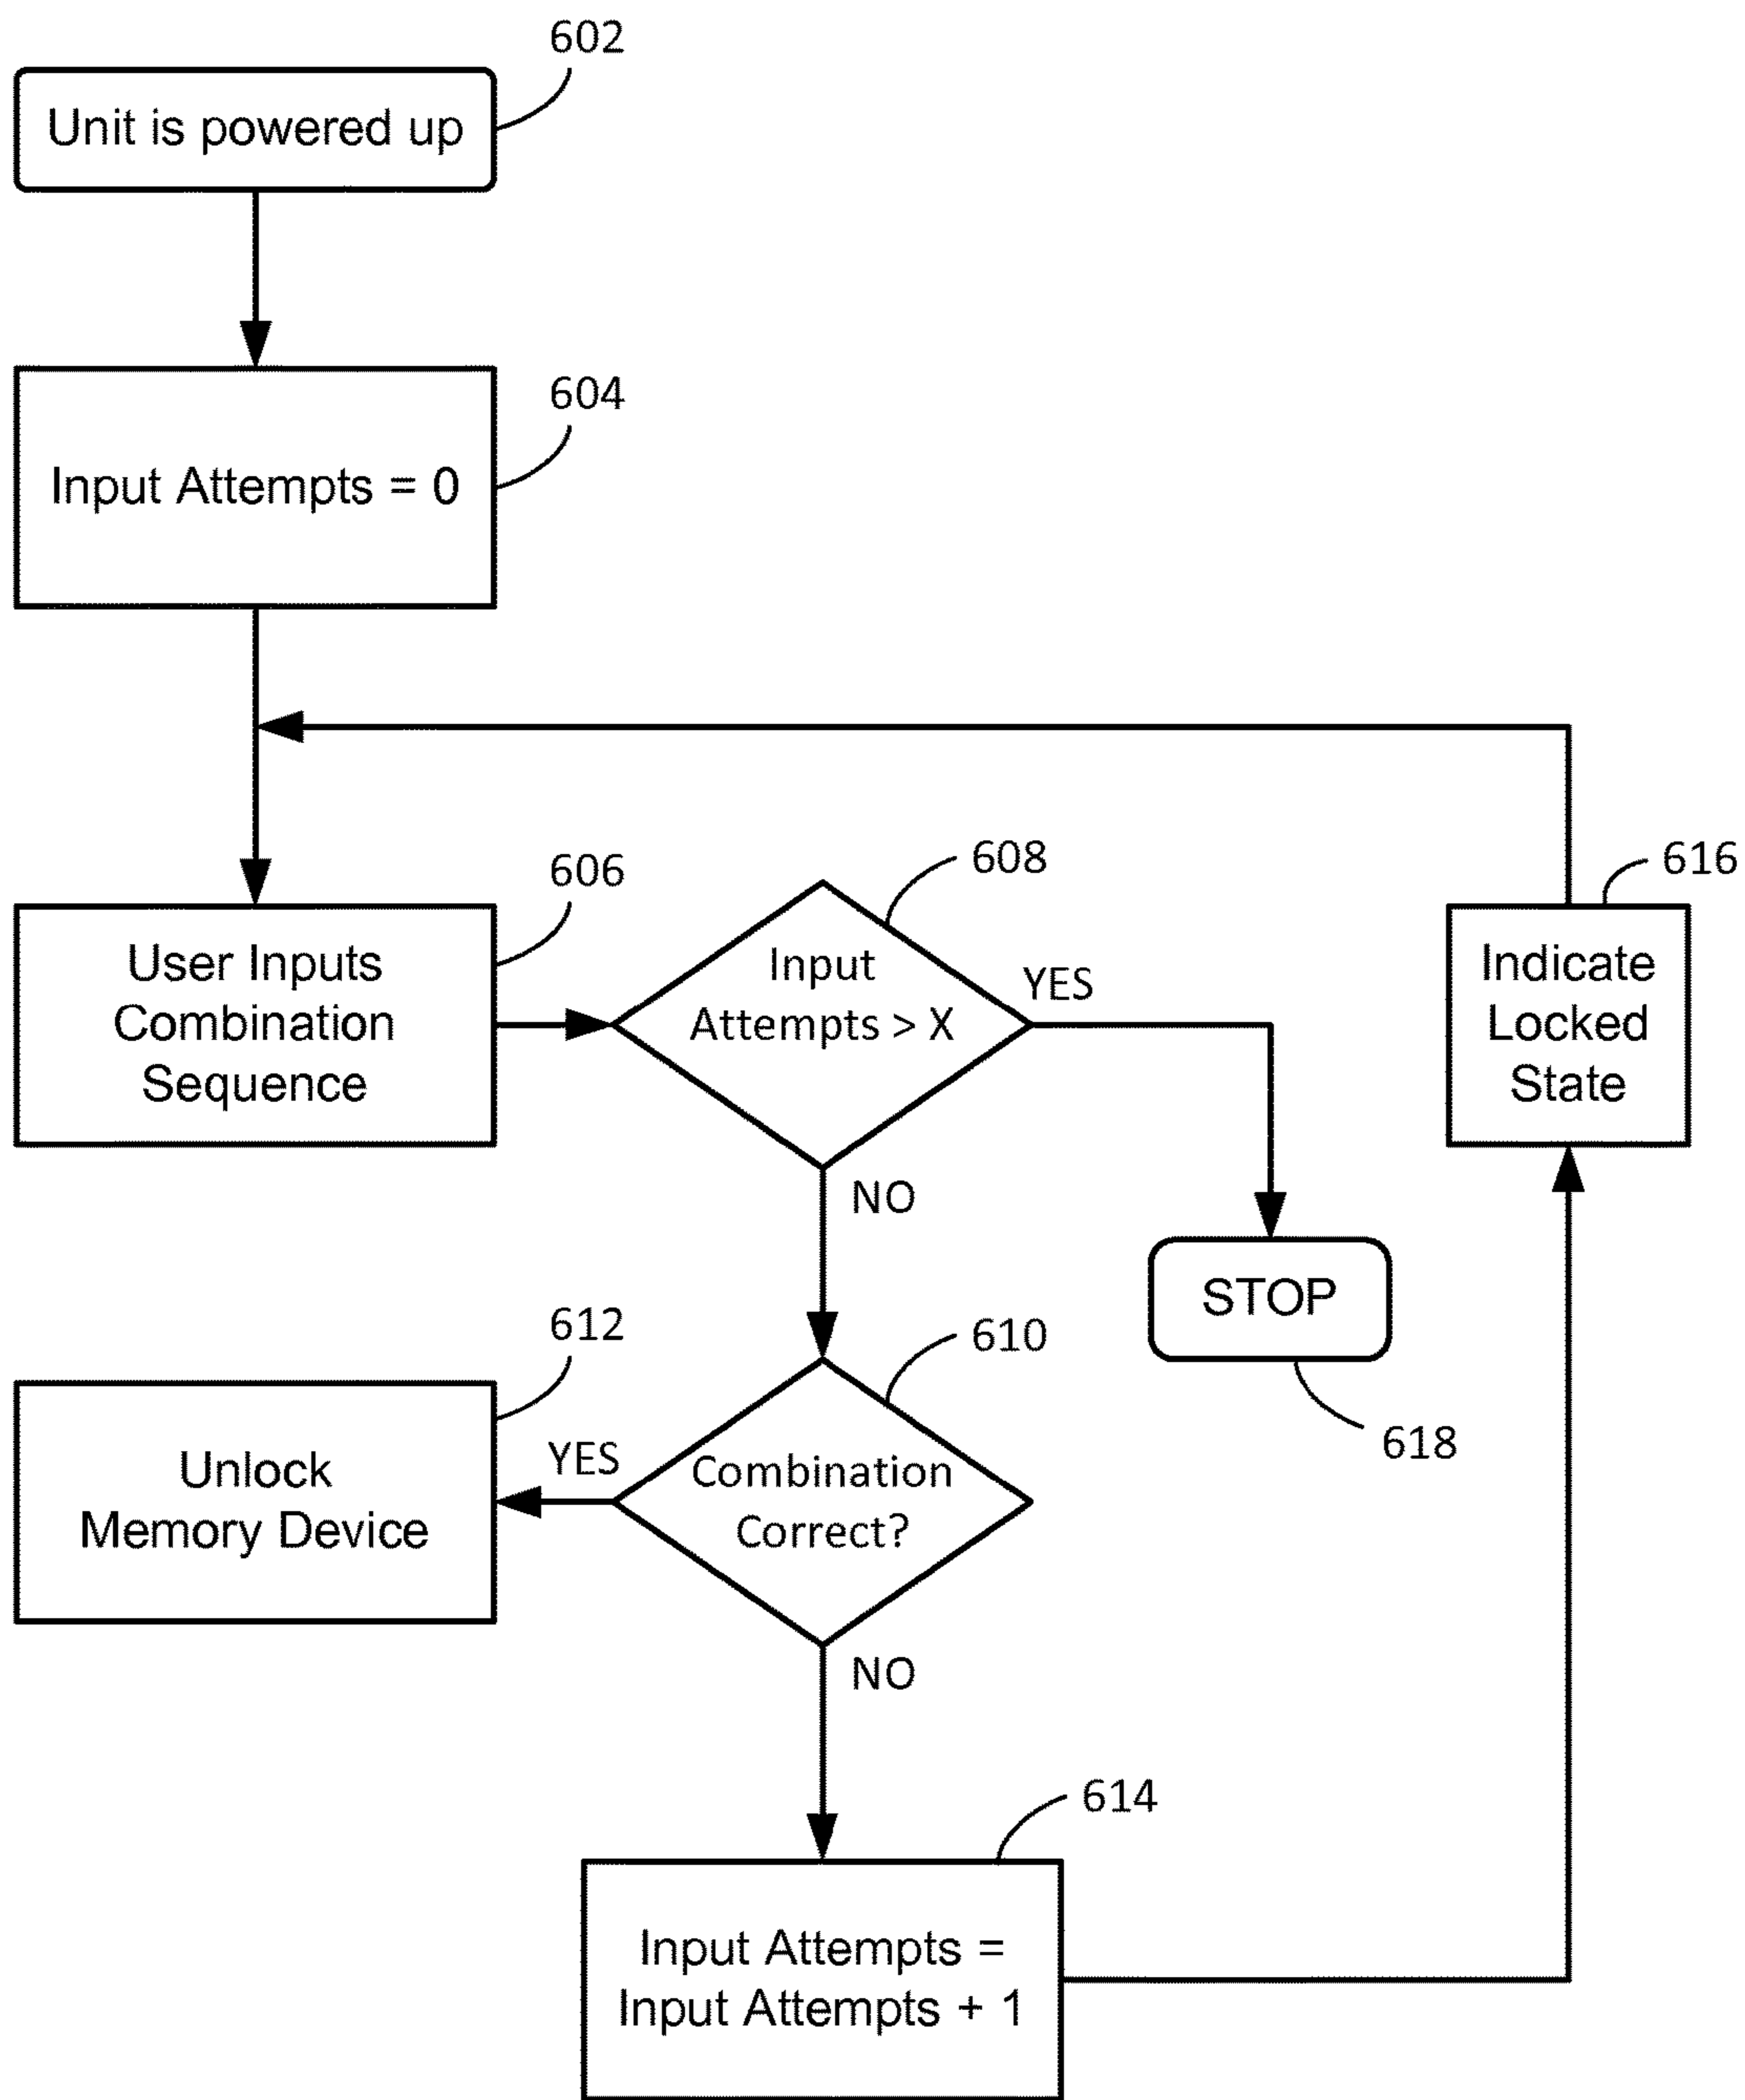 602
Unit is powered up
604
Input Attempts = 0
606
User Inputs
Combination
Sequence
608
Input
Attempts > X
YES
NO
616
Indicate
Locked
State
STOP
618
610
Combination
Correct?
YES
NO
612
Unlock
Memory Device
614
Input Attempts =
Input Attempts + 1